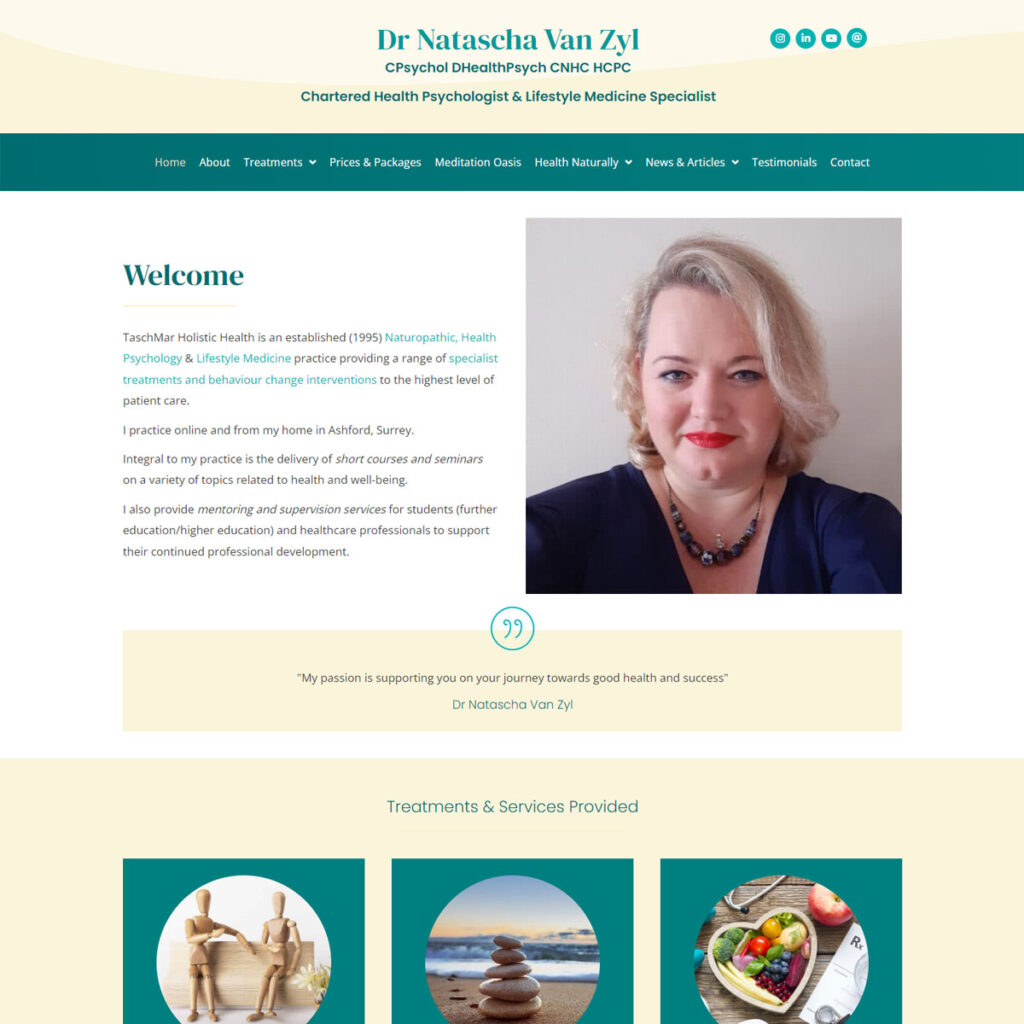 Dr Natascha Van Zyl
CPsychol DHealthPsych CNHC HCPC
Chartered Health Psychologist & Lifestyle Medicine Specialist
Home About Treatments Prices & Packages Meditation Oasis Health Naturally News & Articles Testimonials Contact
Welcome
TaschMar Holistic Health is an established (1995) Naturopathic, Health
Psychology & Lifestyle Medicine practice providing a range of specialist
treatments and behaviour change interventions to the highest level of
patient care.
I practice online and from my home in Ashford, Surrey.
Integral to my practice is the delivery of short courses and seminars
on a variety of topics related to health and well-being.
I also provide mentoring and supervision services for students (further
education/higher education) and healthcare professionals to support
their continued professional development.
"My passion is supporting you on your journey towards good health and success"
Dr Natascha Van Zyl
Treatments & Services Provided
Rx